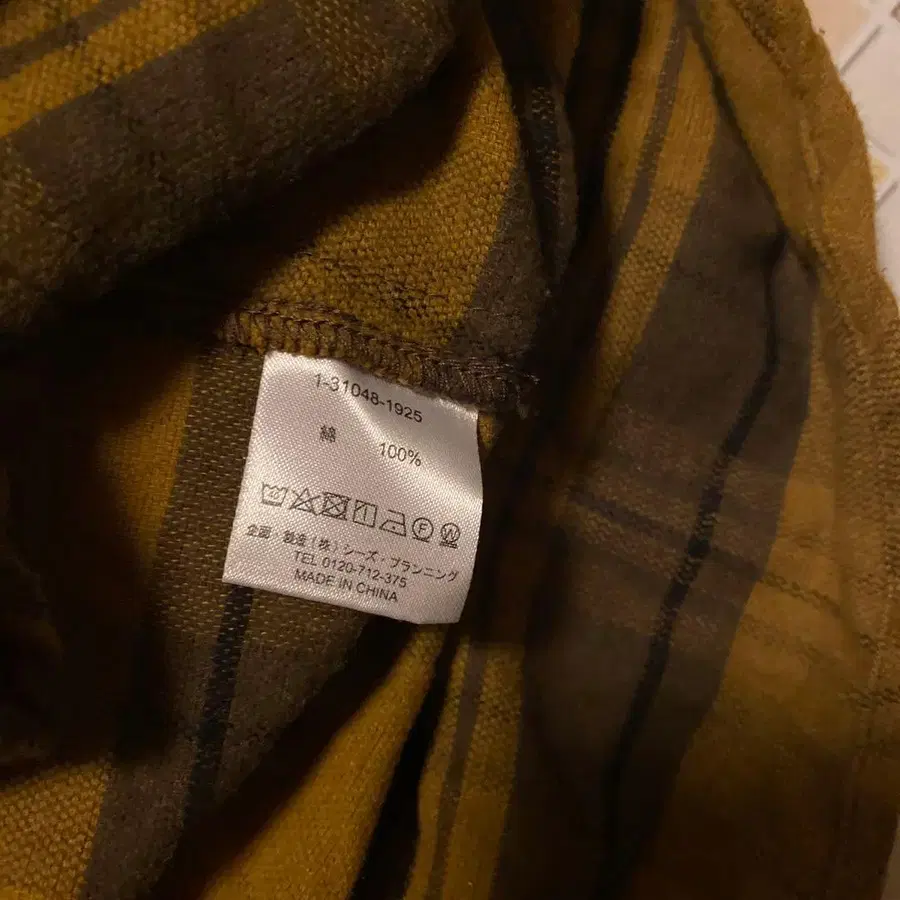 1-31048-1925
綿 100%
企画・製造(株)シーズ・プランニング
TEL 0120-712-375
MADE IN CHINA